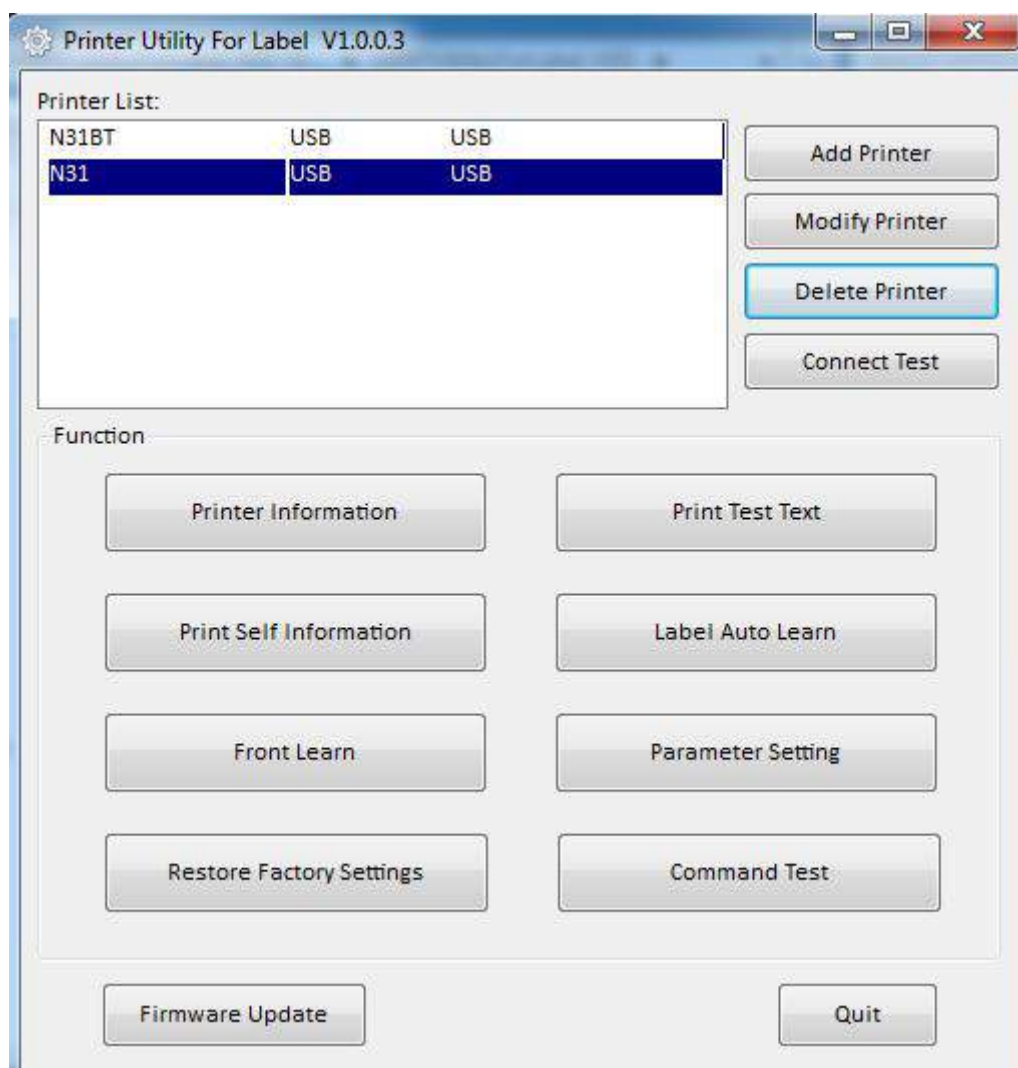 Printer Utility For Label V1.0.0.3
Printer List:
N31BT USB USB
N31 USB USB
Add Printer
Modify Printer
Delete Printer
Connect Test
Function
Printer Information
Print Test Text
Print Self Information
Label Auto Learn
Front Learn
Parameter Setting
Restore Factory Settings
Command Test
Firmware Update
Quit